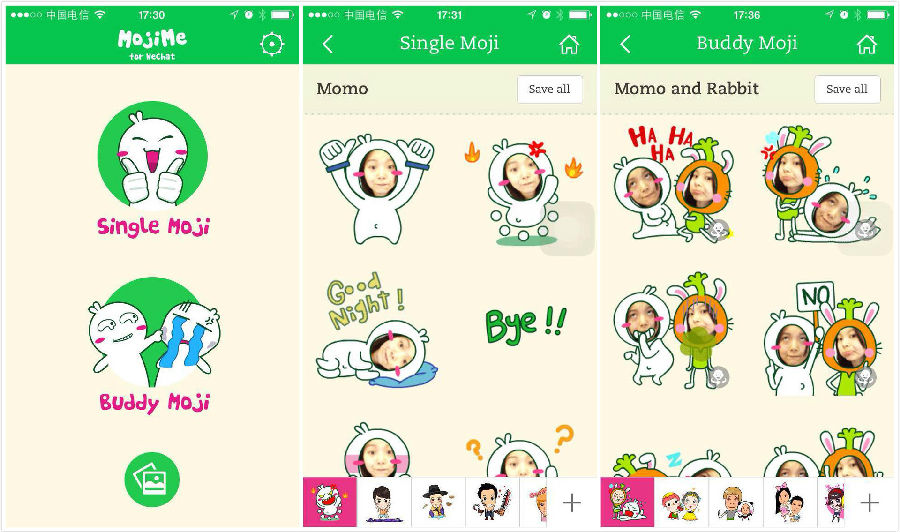 中国电信 17:30
MojiMe
for WeChat
Single Moji
Buddy Moji
中国电信 17:31
Single Moji
Momo Save all
Good
Night!
Bye!!
?
?
+
中国电信 17:36
Buddy Moji
Momo and Rabbit Save all
HA HA
HA
NO
Z
+